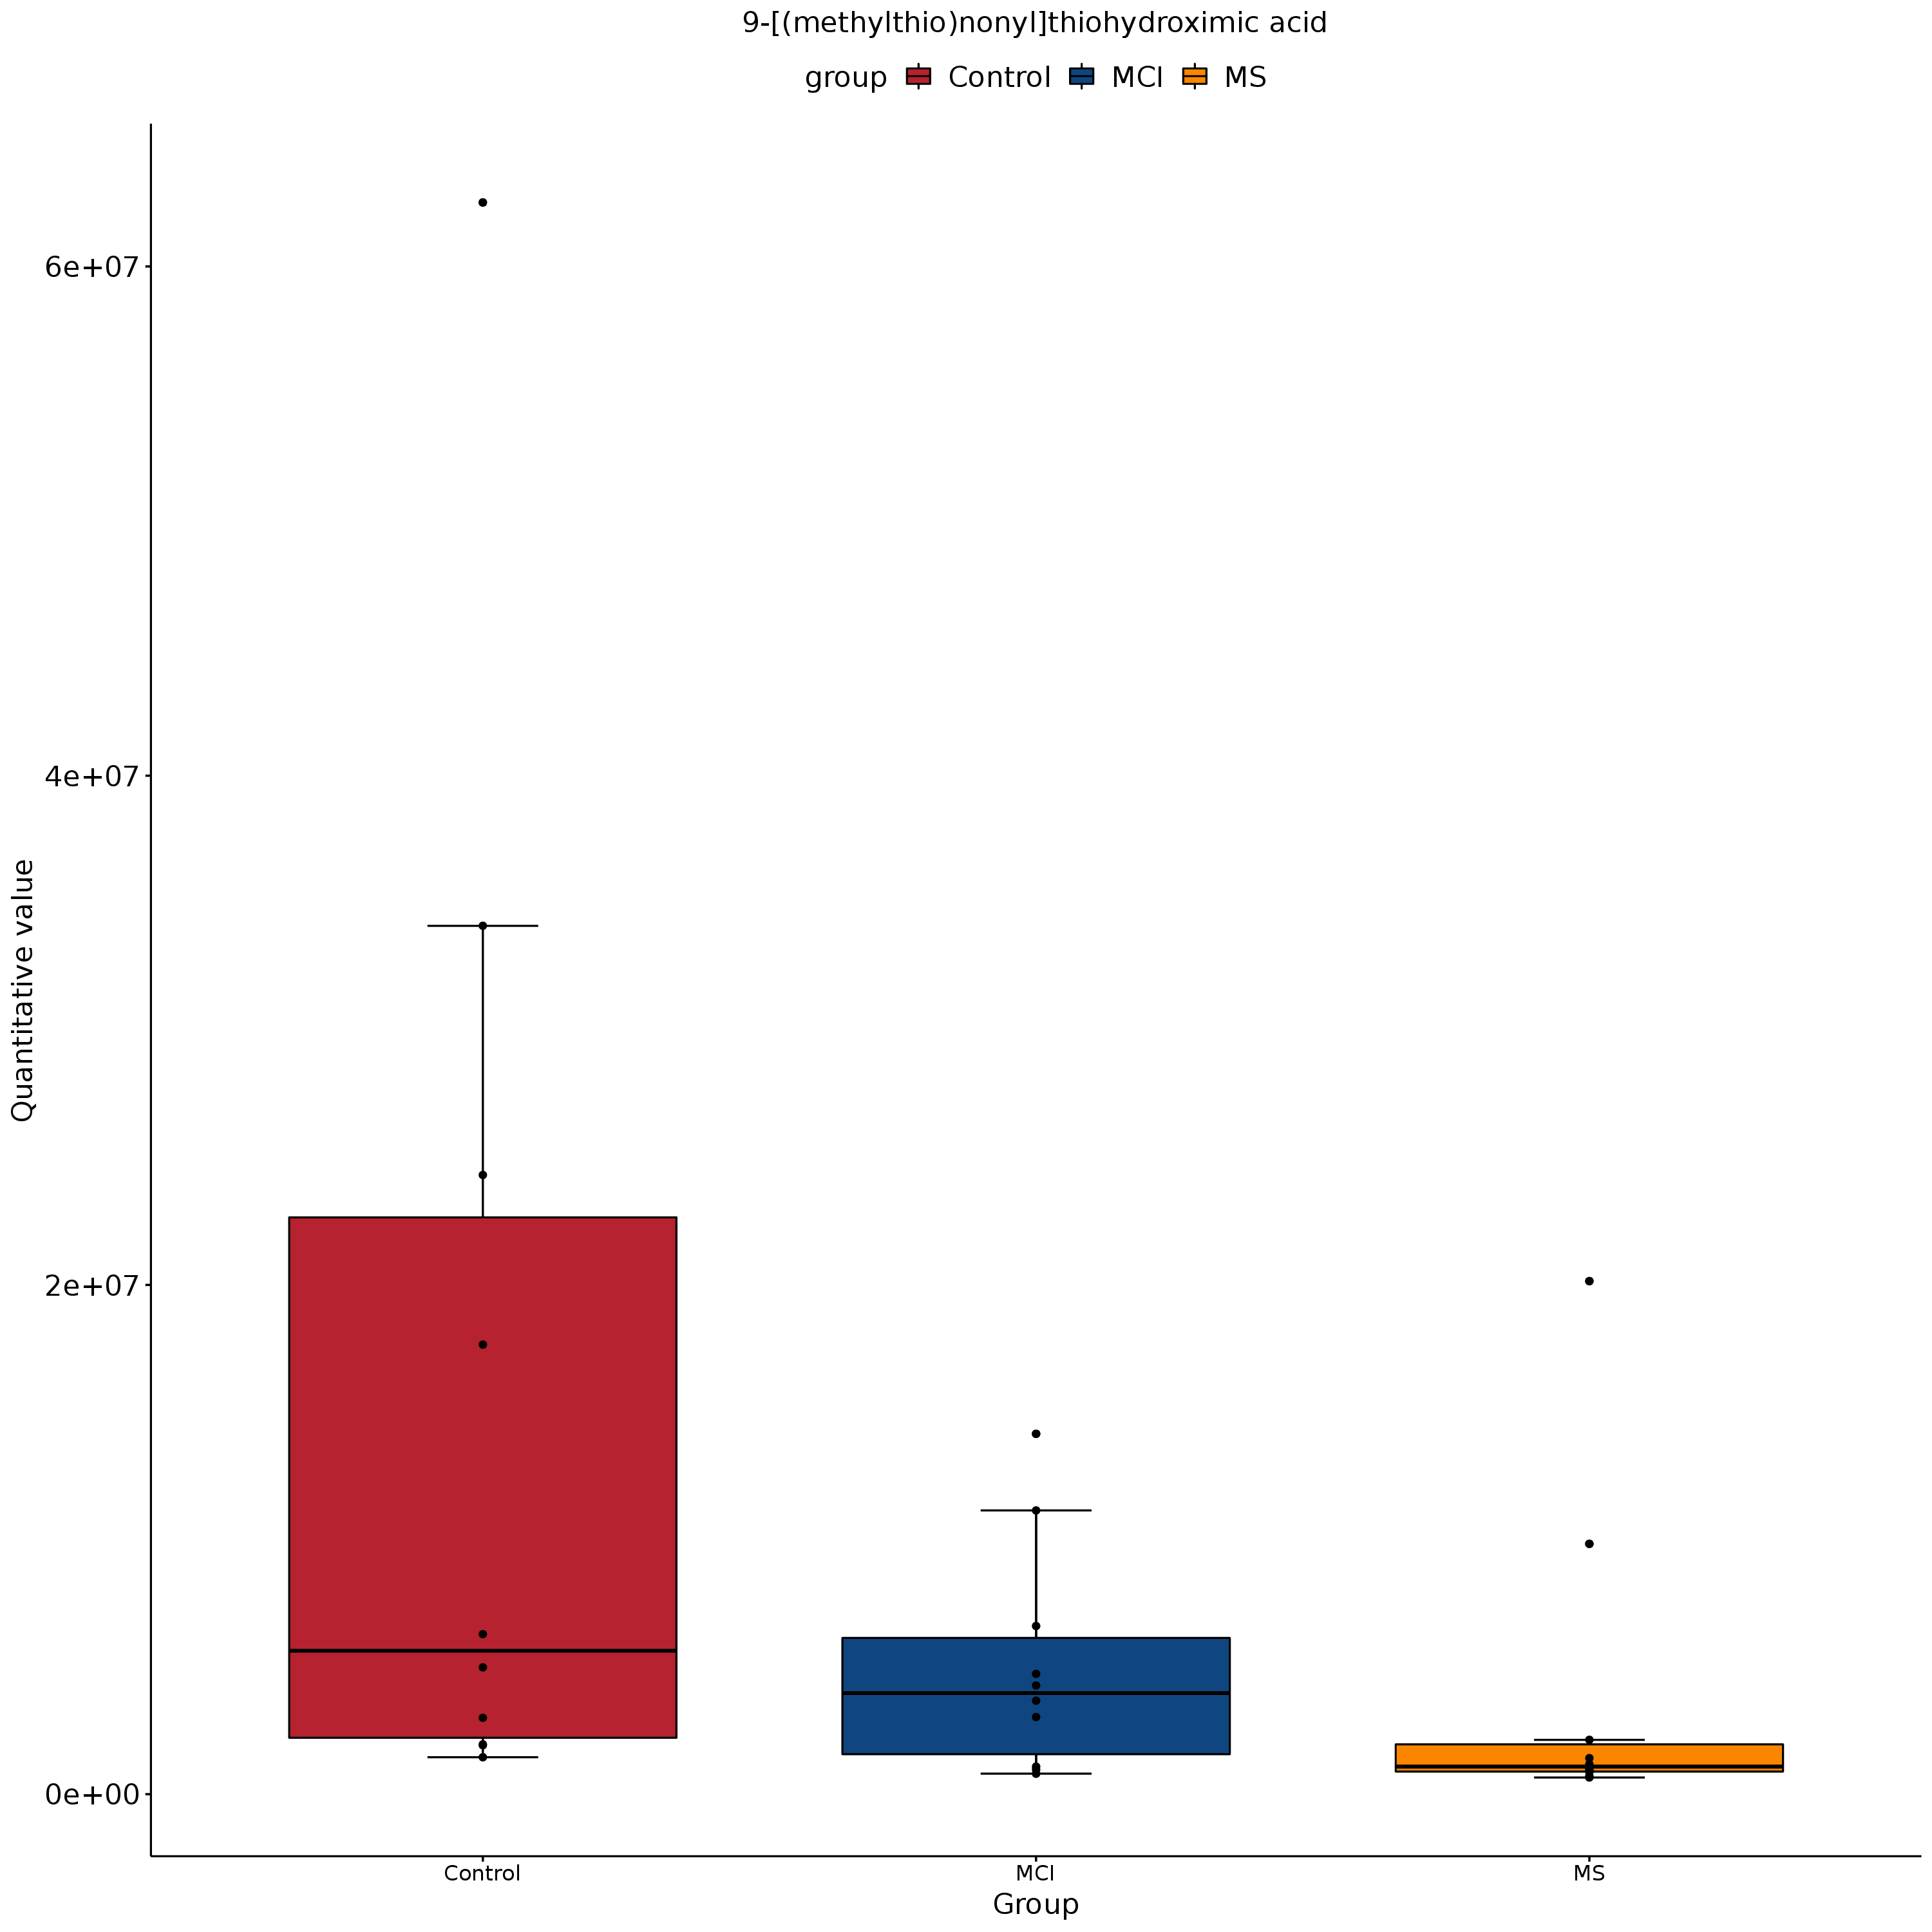 9-[(methylthio)nonyl]thiohydroximic acid
group Control MCI MS
6e+07
4e+07
2e+07
0e+00
Quantitative value
Control MCI MS
Group